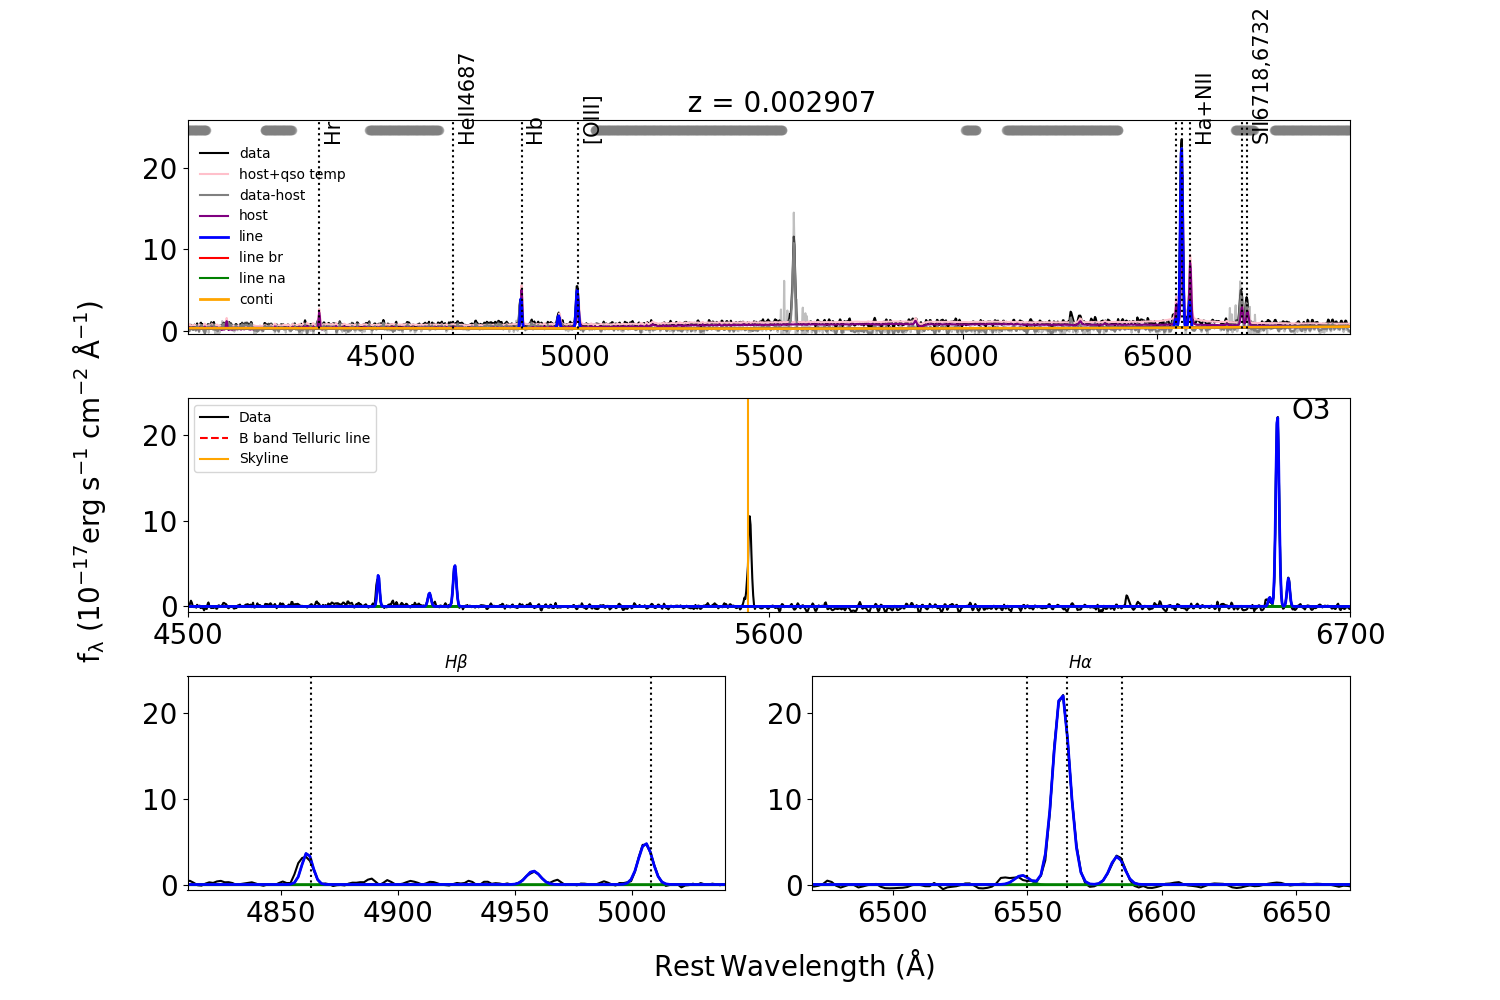 z = 0.002907
Hr
HeII4687
Hb
[OIII]
Ha+NII
SII6718,6732
data
host+qso temp
data-host
host
line
line br
line na
conti
20
10
0
4500 5000 5500 6000 6500
Data
B band Telluric line
Skyline
O3
20
10
0
4500 5600 6700
fλ (10⁻¹⁷erg s⁻¹ cm⁻² Å⁻¹)
Hβ
20
10
0
4850 4900 4950 5000
Hα
20
10
0
6500 6550 6600 6650
Rest Wavelength (Å)